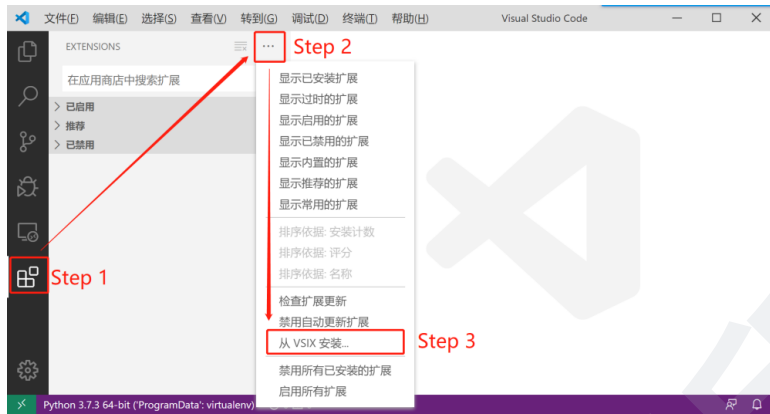 文件(F) 编辑(E) 选择(S) 查看(V) 转到(G) 调试(D) 终端(T) 帮助(H) Visual Studio Code
EXTENSIONS
Step 2
在应用商店中搜索扩展
已启用
推荐
已禁用
显示已安装扩展
显示过时的扩展
显示启用的扩展
显示已禁用的扩展
显示内置的扩展
显示推荐的扩展
显示常用的扩展
排序依据: 安装计数
排序依据: 评分
排序依据: 名称
Step 1
检查扩展更新
禁用自动更新扩展
从 VSIX 安装...
Step 3
禁用所有已安装的扩展
启用所有扩展
Python 3.7.3 64-bit ('ProgramData': virtualenv)